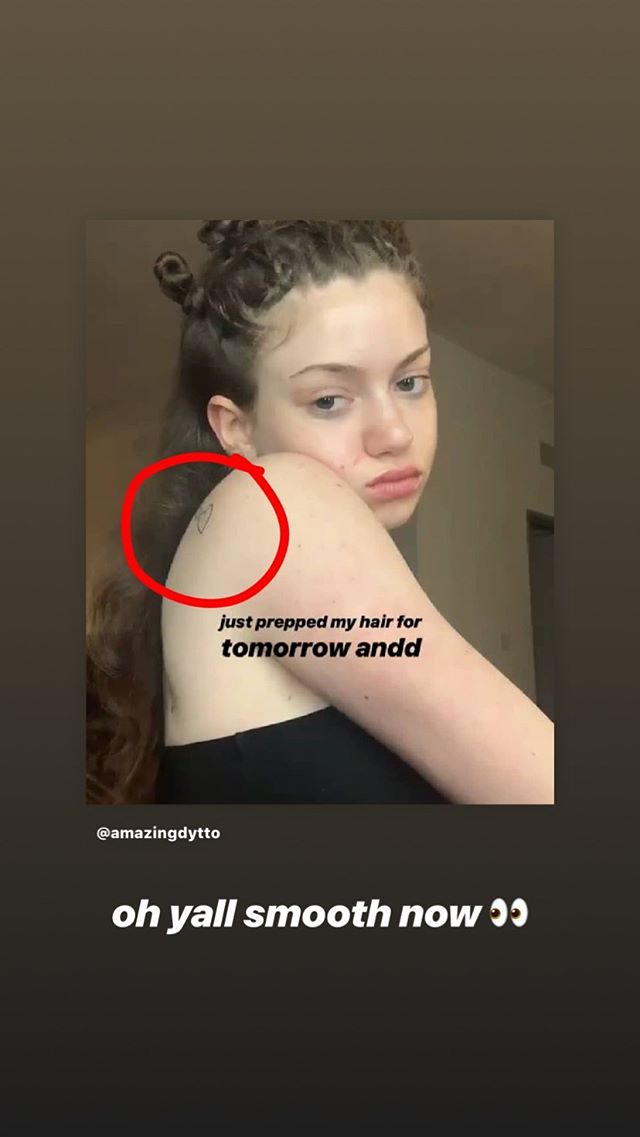 just prepped my hair for
tomorrow andd
@amazingdytto
oh yall smooth now 👀